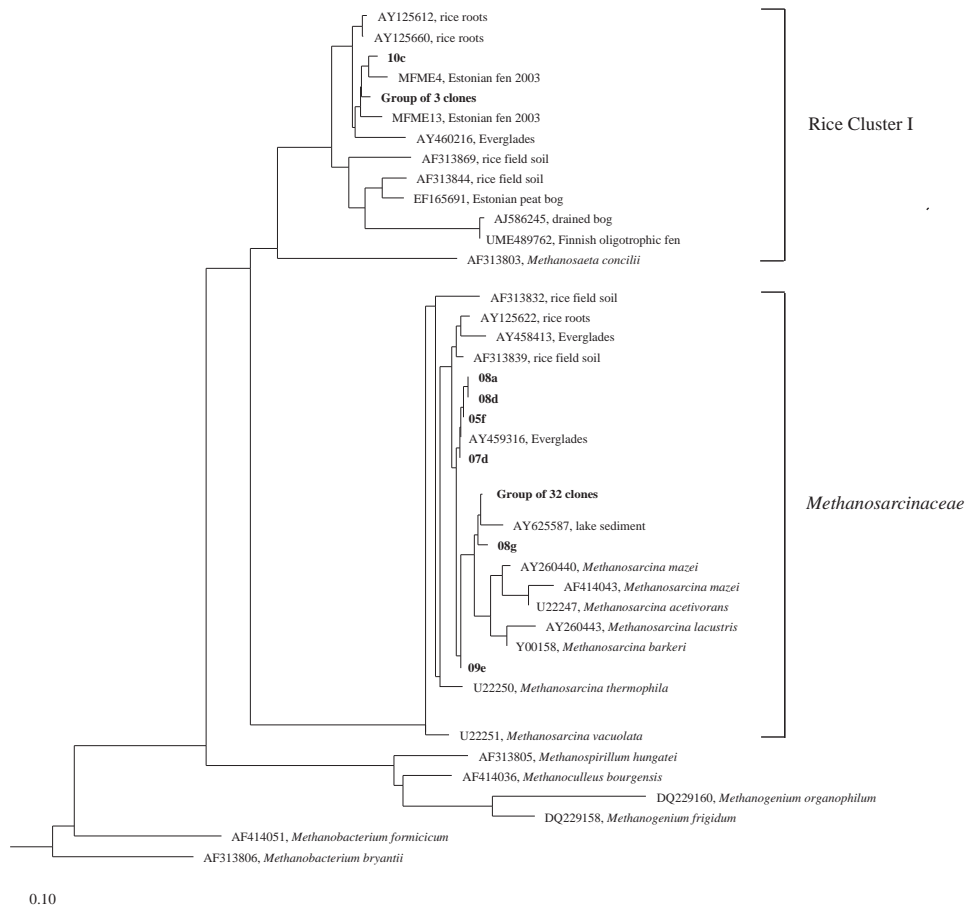 AY125612, rice roots
AY125660, rice roots
10c
MFME4, Estonian fen 2003
Group of 3 clones
MFME13, Estonian fen 2003
AY460216, Everglades
AF313869, rice field soil
AF313844, rice field soil
EF165691, Estonian peat bog
AJ586245, drained bog
UME489762, Finnish oligotrophic fen
AF313803, Methanosaeta concilii
Rice Cluster I
AF313832, rice field soil
AY125622, rice roots
AY458413, Everglades
AF313839, rice field soil
08a
08d
05f
AY459316, Everglades
07d
Group of 32 clones
AY625587, lake sediment
08g
AY260440, Methanosarcina mazei
AF414043, Methanosarcina mazei
U22247, Methanosarcina acetivorans
AY260443, Methanosarcina lacustris
Y00158, Methanosarcina barkeri
09e
U22250, Methanosarcina thermophila
U22251, Methanosarcina vacuolata
Methanosarcinaceae
AF313805, Methanospirillum hungatei
AF414036, Methanoculleus bourgensis
DQ229160, Methanogenium organophilum
DQ229158, Methanogenium frigidum
AF414051, Methanobacterium formicicum
AF313806, Methanobacterium bryantii
0.10